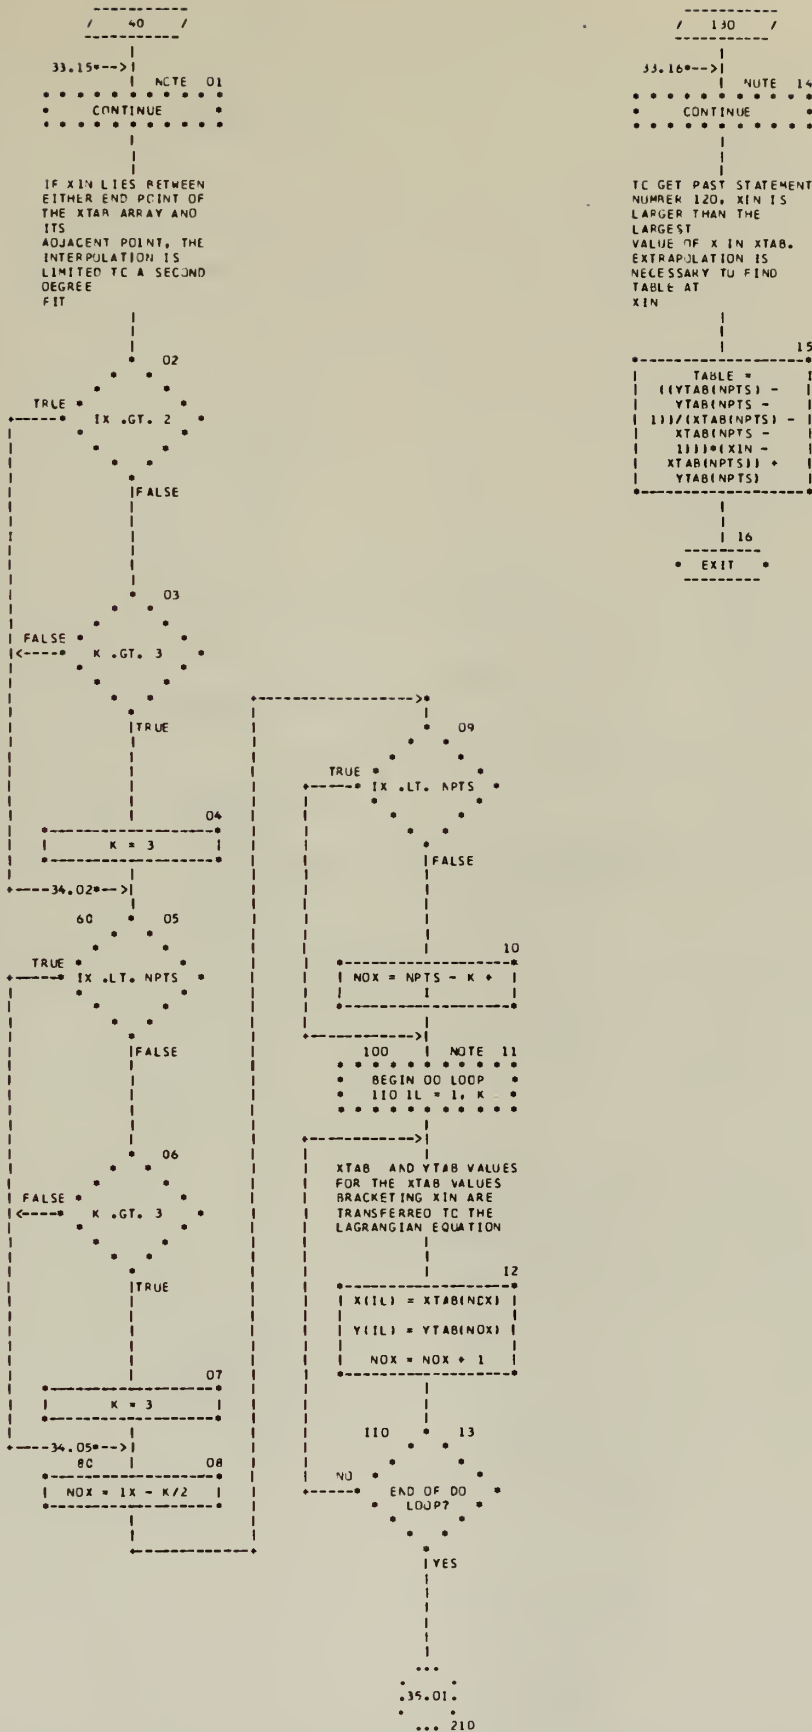 / 40 /
33.15*-->|
NOTE 01
CONTINUE
IF XIN LIES BETWEEN
EITHER END POINT OF
THE XTAB ARRAY AND
ITS
ADJACENT POINT, THE
INTERPOLATION IS
LIMITED TC A SECOND
DEGREE
FIT
02
TRUE
IX .GT. 2
FALSE
03
FALSE
K .GT. 3
TRUE
04
K = 3
34.02*-->|
60 05
TRUE
IX .LT. NPTS
FALSE
06
FALSE
K .GT. 3
TRUE
07
K = 3
34.05*-->|
80 08
NOX = IX - K/2
09
TRUE
IX .LT. NPTS
FALSE
10
NOX = NPTS - K +
1
100 NOTE 11
BEGIN DO LOOP
110 IL = 1, K
XTAB AND YTAB VALUES
FOR THE XTAB VALUES
BRACKETING XIN ARE
TRANSFERRED TC THE
LAGRANGIAN EQUATION
12
X(IL) = XTAB(NOX)
Y(IL) = YTAB(NOX)
NOX = NOX + 1
110 13
NO
END OF DO
LOOP?
YES
.35.01.
210
/ 130 /
33.16*-->|
NOTE 14
CONTINUE
TC GET PAST STATEMENT
NUMBER 120, XIN IS
LARGER THAN THE
LARGEST
VALUE OF X IN XTAB.
EXTRAPOLATION IS
NECESSARY TO FIND
TABLE AT
XIN
15
TABLE =
((YTAB(NPTS) -
YTAB(NPTS -
1))/(XTAB(NPTS) -
XTAB(NPTS -
1)))*(XIN -
XTAB(NPTS)) +
YTAB(NPTS)
16
EXIT